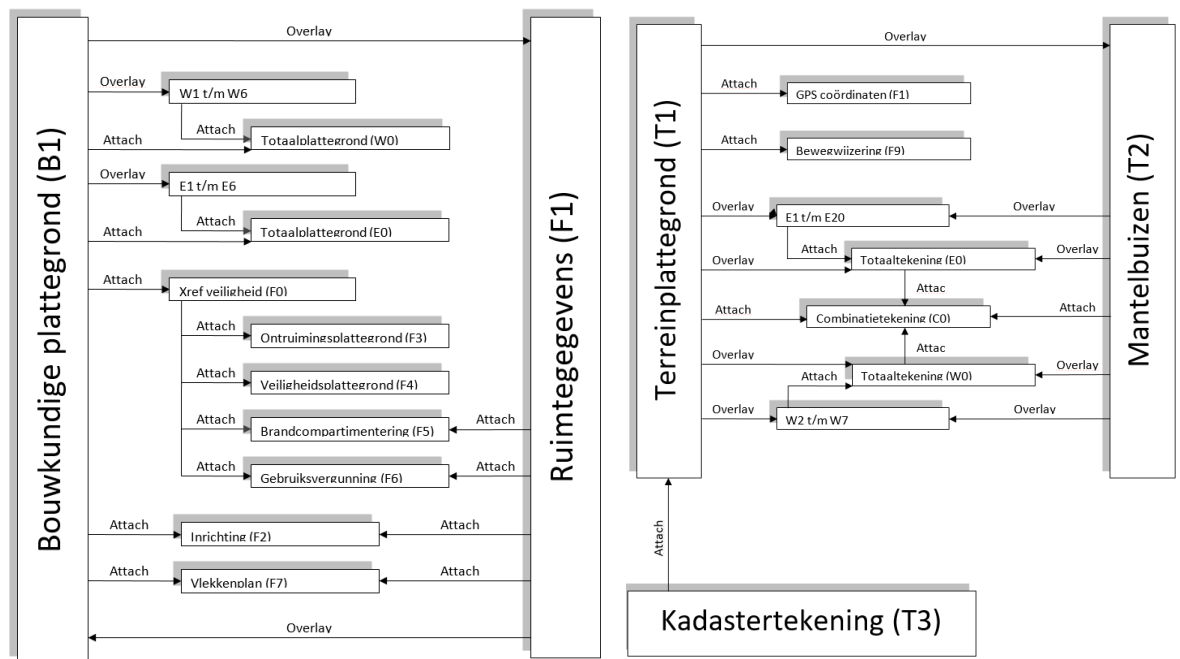 Bouwkundige plattegrond (B1)
Overlay
Overlay
W1 t/m W6
Attach
Totaalplattegrond (W0)
Attach
Overlay
E1 t/m E6
Attach
Totaalplattegrond (E0)
Attach
Attach
Xref veiligheid (F0)
Attach
Ontruimingsplattegrond (F3)
Attach
Veiligheidsplattegrond (F4)
Attach
Brandcompartimentering (F5)
Attach
Attach
Gebruiksvergunning (F6)
Attach
Attach
Inrichting (F2)
Attach
Attach
Vlekkenplan (F7)
Attach
Overlay
Ruimtegegevens (F1)
Terreinplattegrond (T1)
Overlay
Attach
GPS coördinaten (F1)
Attach
Bewegwijzering (F9)
Overlay
E1 t/m E20
Overlay
Attach
Overlay
Totaaltekening (E0)
Overlay
Attac
Attach
Combinatietekening (C0)
Attach
Attac
Overlay
Totaaltekening (W0)
Overlay
Attach
Overlay
W2 t/m W7
Overlay
Mantelbuizen (T2)
Attach
Kadastertekening (T3)